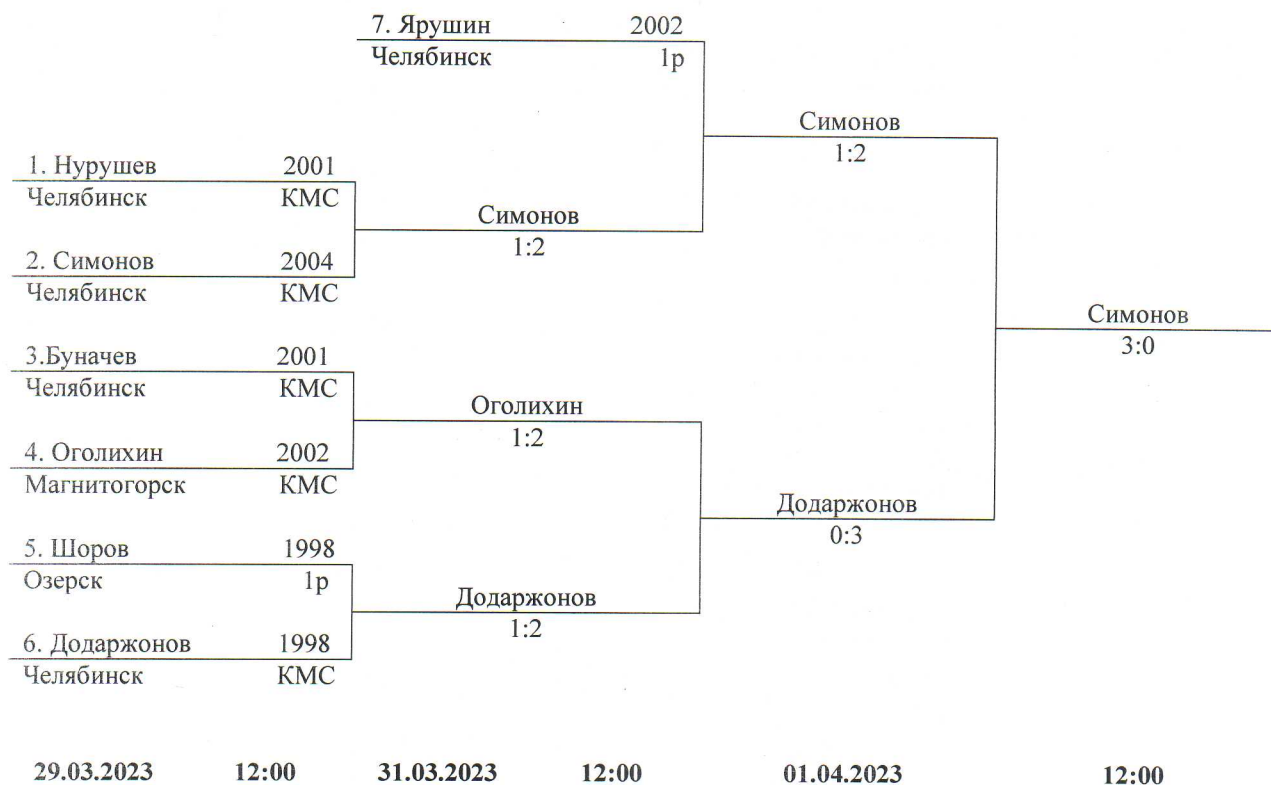 7. Ярушин 2002
Челябинск 1р
Симонов
1:2
1. Нурушев 2001
Челябинск КМС
Симонов
1:2
2. Симонов 2004
Челябинск КМС
Симонов
3:0
3.Буначев 2001
Челябинск КМС
Оголихин
1:2
4. Оголихин 2002
Магнитогорск КМС
Додаржонов
0:3
5. Шоров 1998
Озерск 1р
Додаржонов
1:2
6. Додаржонов 1998
Челябинск КМС
29.03.2023 12:00 31.03.2023 12:00 01.04.2023 12:00